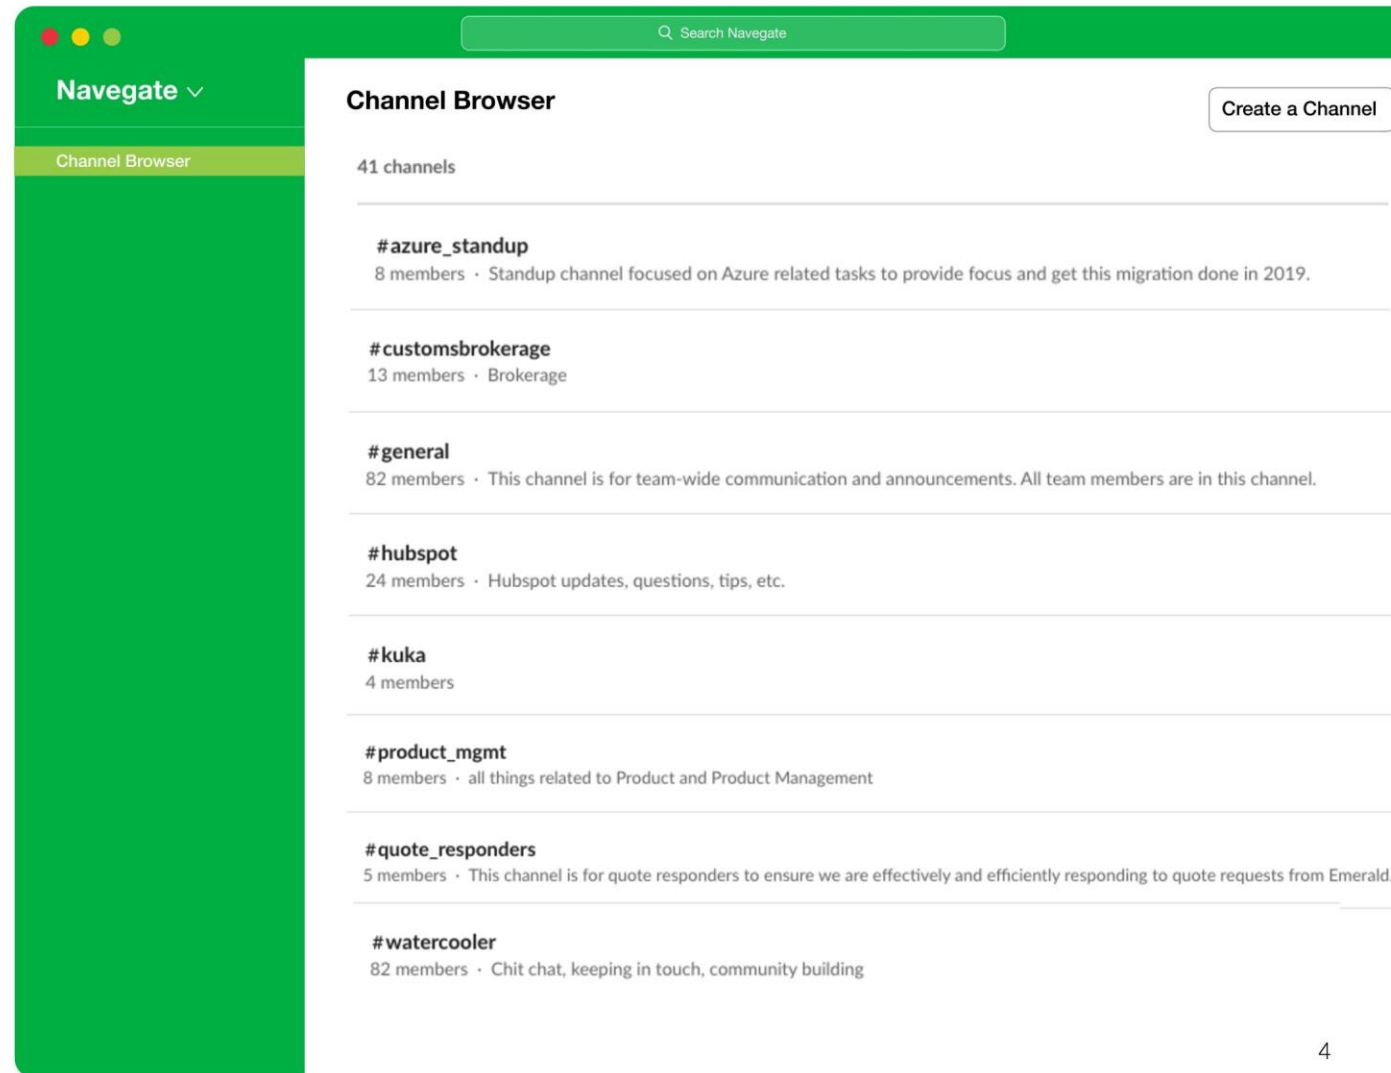 Search Navegate
Navegate
Channel Browser
Channel Browser
Create a Channel
41 channels
#azure_standup
8 members · Standup channel focused on Azure related tasks to provide focus and get this migration done in 2019.
#customsbrokerage
13 members · Brokerage
#general
82 members · This channel is for team-wide communication and announcements. All team members are in this channel.
#hubspot
24 members · Hubspot updates, questions, tips, etc.
#kuka
4 members
#product_mgmt
8 members · all things related to Product and Product Management
#quote_responders
5 members · This channel is for quote responders to ensure we are effectively and efficiently responding to quote requests from Emerald.
#watercooler
82 members · Chit chat, keeping in touch, community building
4